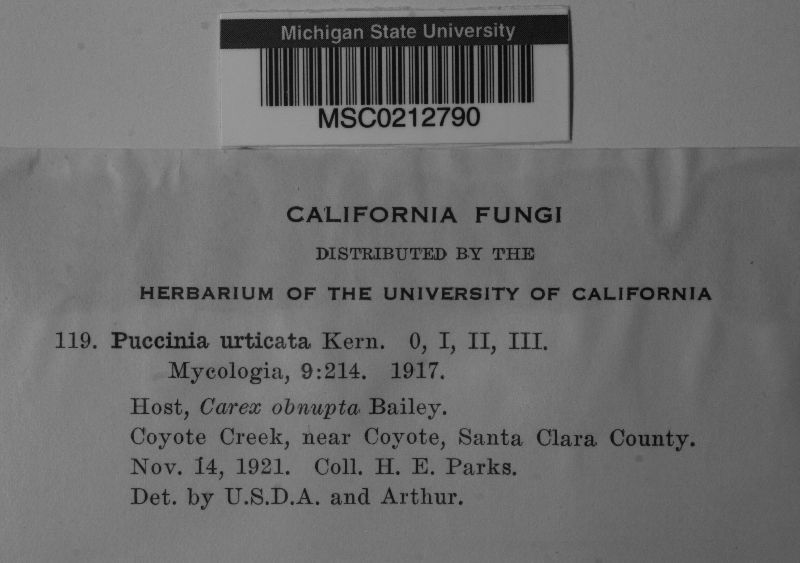 Michigan State University
MSC0212790
CALIFORNIA FUNGI
DISTRIBUTED BY THE
HERBARIUM OF THE UNIVERSITY OF CALIFORNIA
119. Puccinia urticata Kern. 0, I, II, III.
Mycologia, 9:214. 1917.
Host, Carex obnupta Bailey.
Coyote Creek, near Coyote, Santa Clara County.
Nov. 14, 1921. Coll. H. E. Parks.
Det. by U.S.D.A. and Arthur.